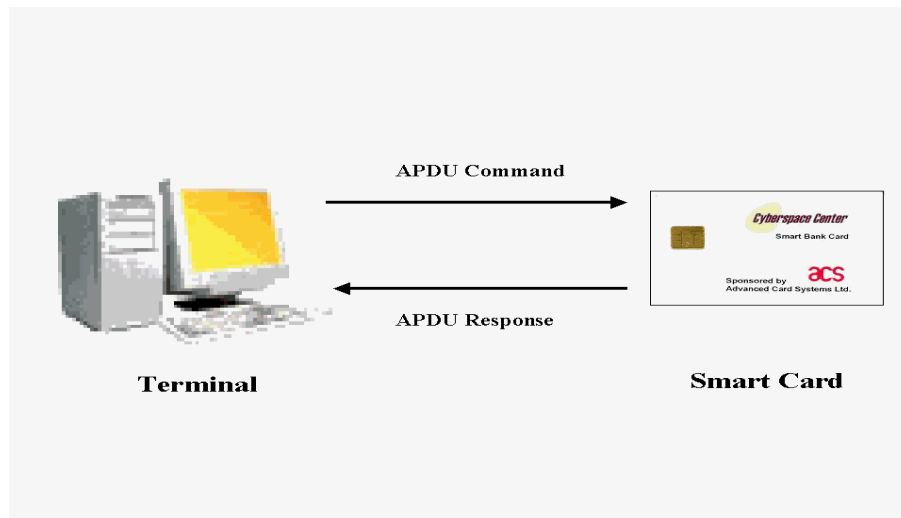 APDU Command
Cyberspace Center
Smart Bank Card
acs
Sponsored by
Advanced Card Systems Ltd.
APDU Response
Terminal
Smart Card